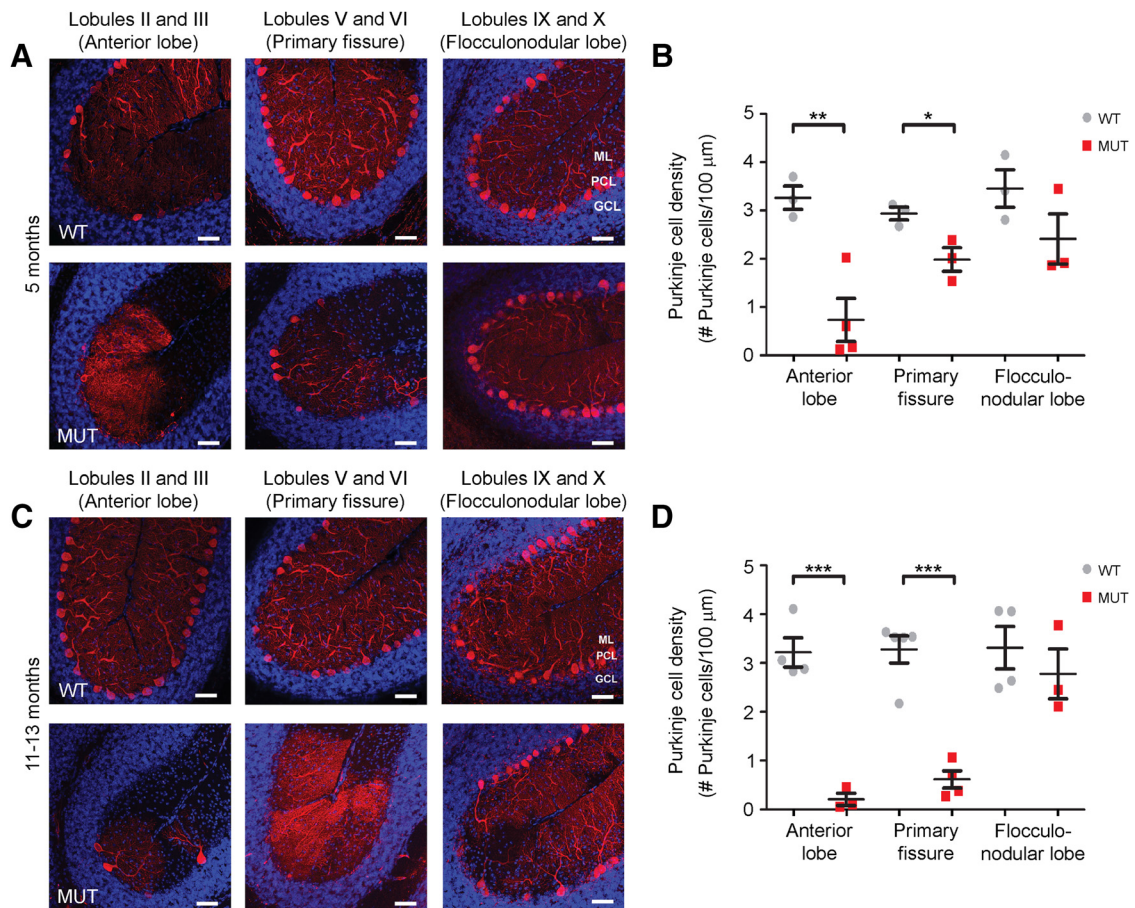 A
Lobules II and III
(Anterior lobe)
Lobules V and VI
(Primary fissure)
Lobules IX and X
(Flocculonodular lobe)
5 months
WT
ML
PCL
GCL
MUT
B
Purkinje cell density
(# Purkinje cells/100 μm)
5
4
3
2
1
0
**
*
WT
MUT
Anterior
lobe
Primary
fissure
Flocculo-
nodular lobe
C
Lobules II and III
(Anterior lobe)
Lobules V and VI
(Primary fissure)
Lobules IX and X
(Flocculonodular lobe)
11-13 months
WT
ML
PCL
GCL
MUT
D
Purkinje cell density
(# Purkinje cells/100 μm)
5
4
3
2
1
0
***
***
WT
MUT
Anterior
lobe
Primary
fissure
Flocculo-
nodular lobe